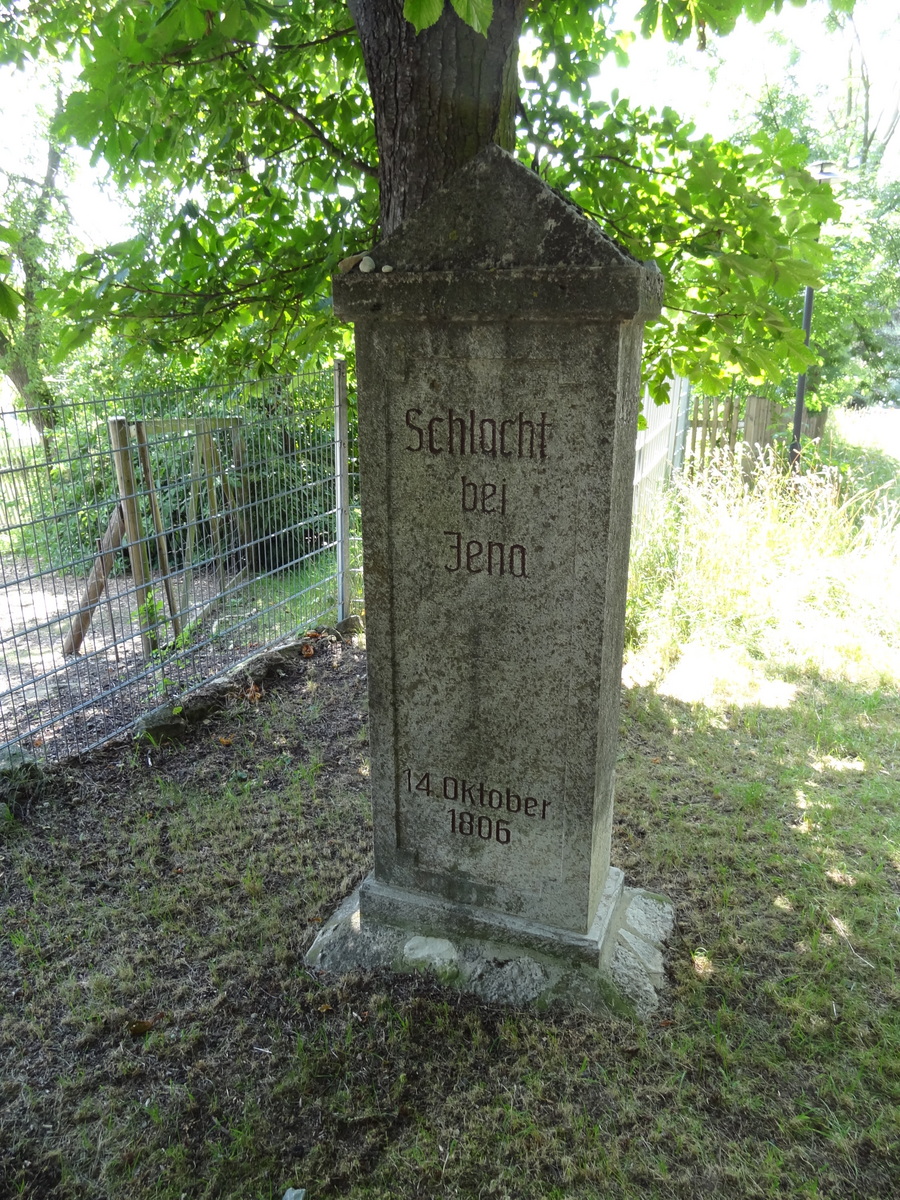 Schlacht
bei
Jena
14. Oktober
1806